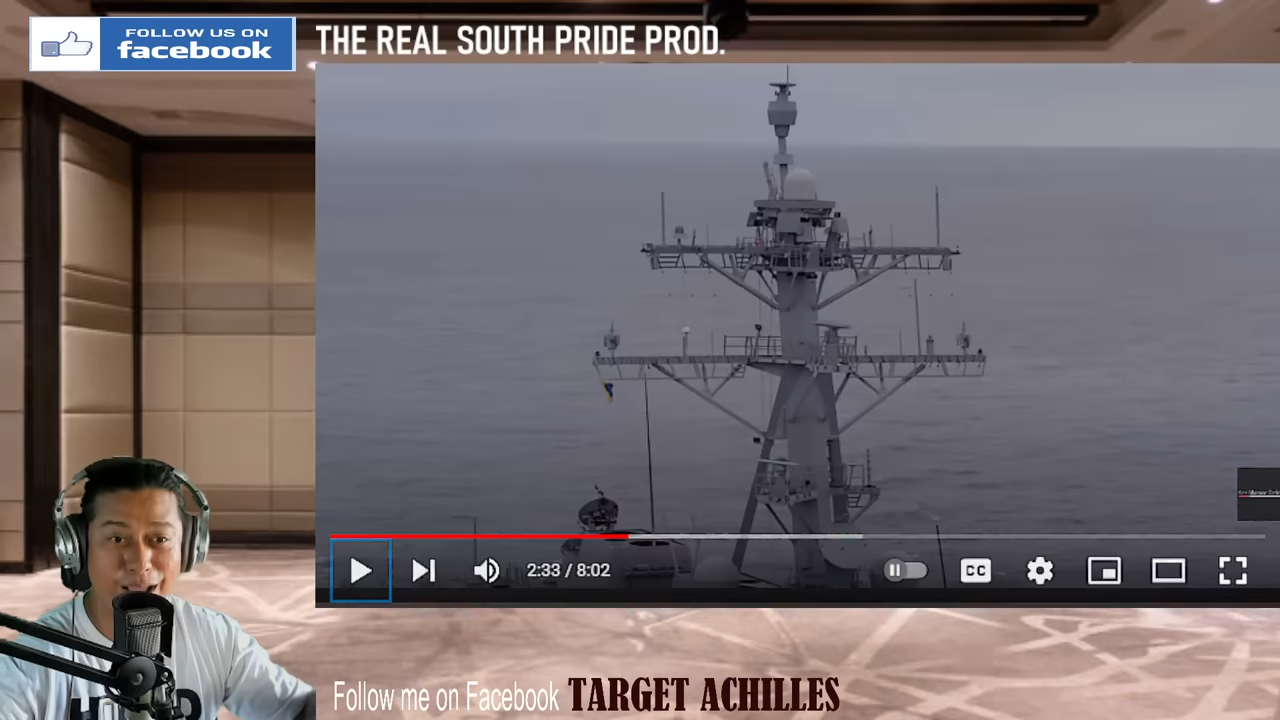 FOLLOW US ON
facebook
THE REAL SOUTH PRIDE PROD.
2:33 / 8:02
CC
Follow me on Facebook TARGET ACHILLES